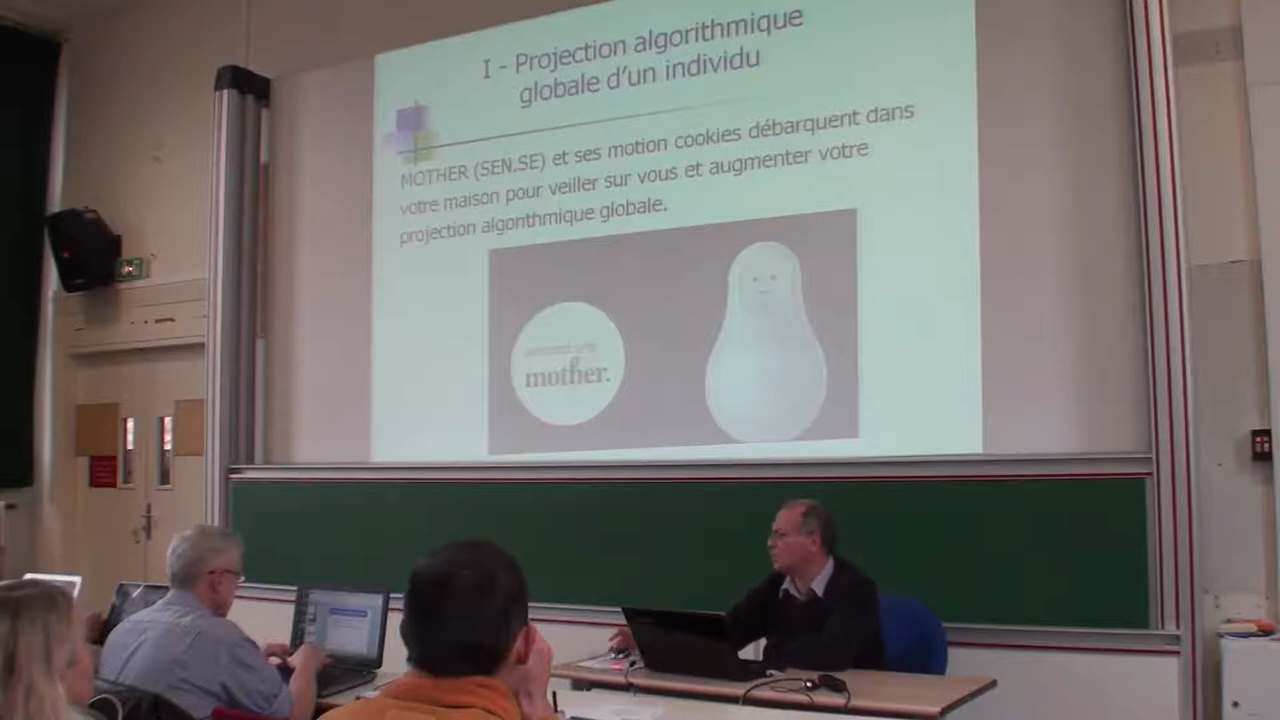 I - Projection algorithmique
globale d'un individu
MOTHER (SEN.SE) et ses motion cookies débarquent dans
votre maison pour veiller sur vous et augmenter votre
projection algorithmique globale.
mother.